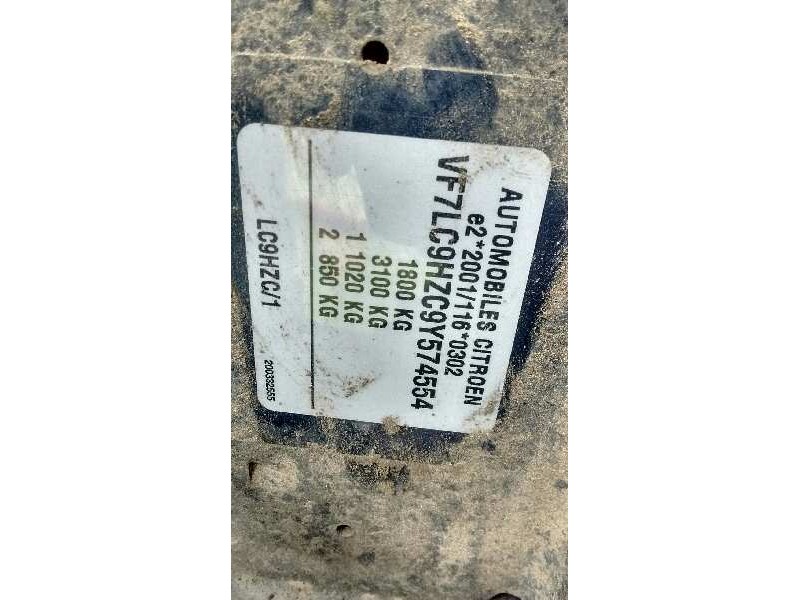 AUTOMOBILES CITROEN
e2*2001/116*0302
VF7LC9HZC9Y574554
1800 KG
3100 KG
1 1020 KG
2 850 KG
LC9HZC/1
200392565